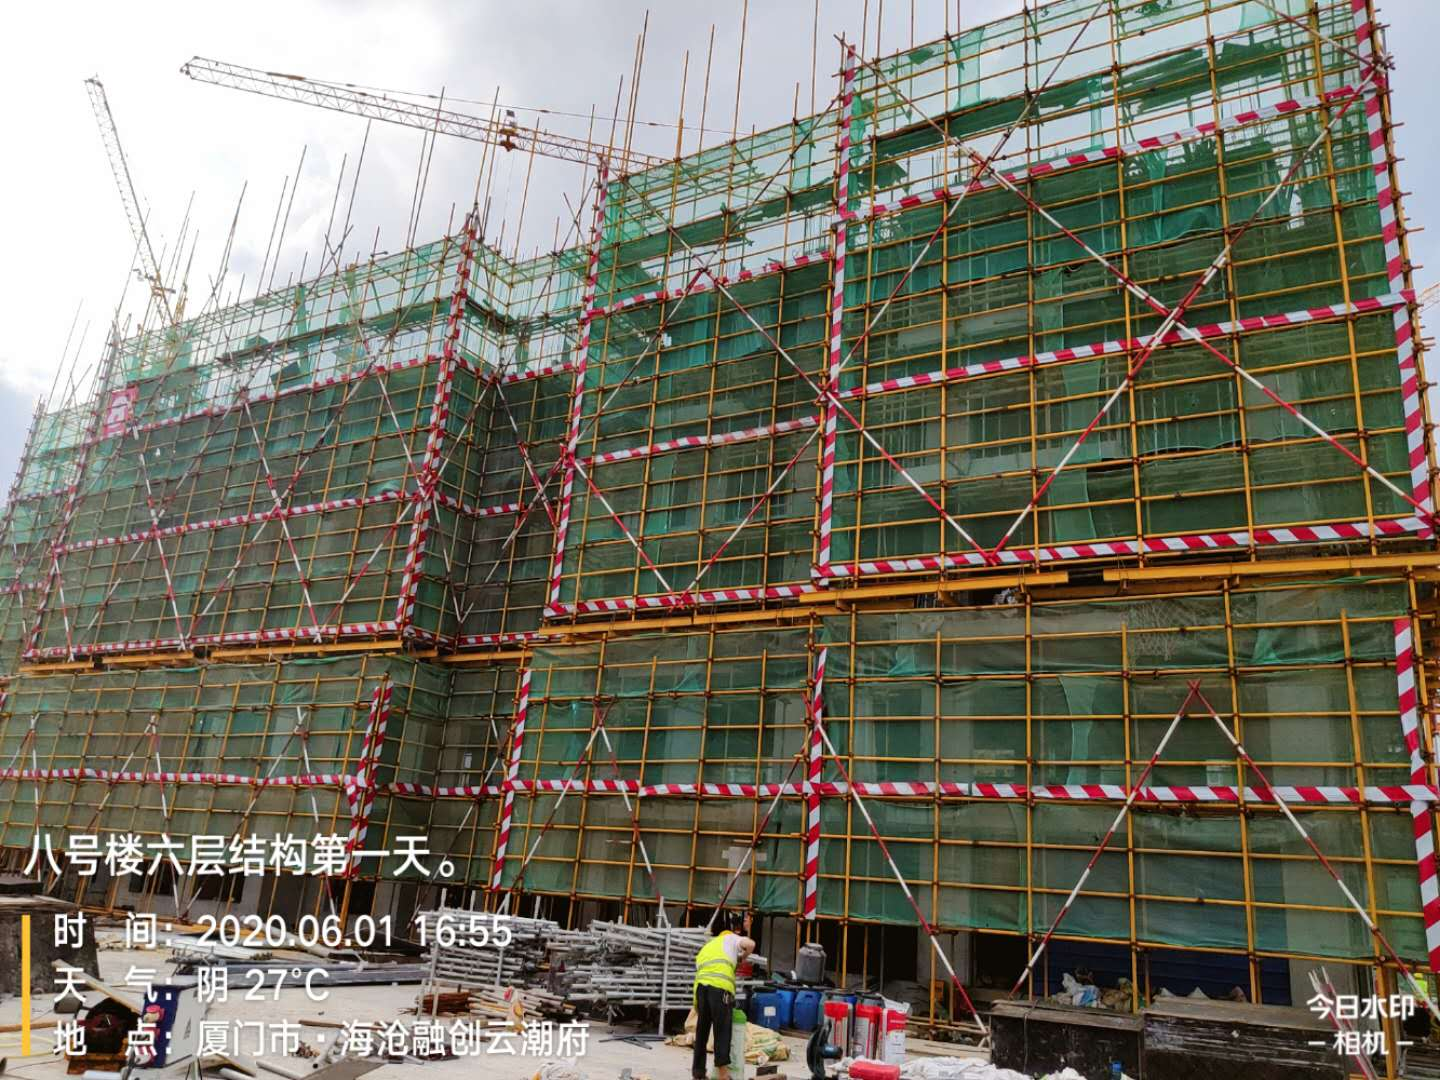 八号楼六层结构第一天。
时 间：2020.06.01 16:55
天 气：阴 27°C
地 点：厦门市·海沧融创云潮府
今日水印
－相机－